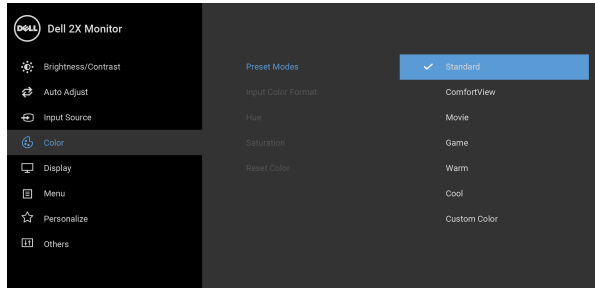 DELL Dell 2X Monitor
Brightness/Contrast Preset Modes Standard
Auto Adjust Input Color Format ComfortView
Input Source Hue Movie
Color Saturation Game
Display Reset Color Warm
Menu Cool
Personalize Custom Color
Others